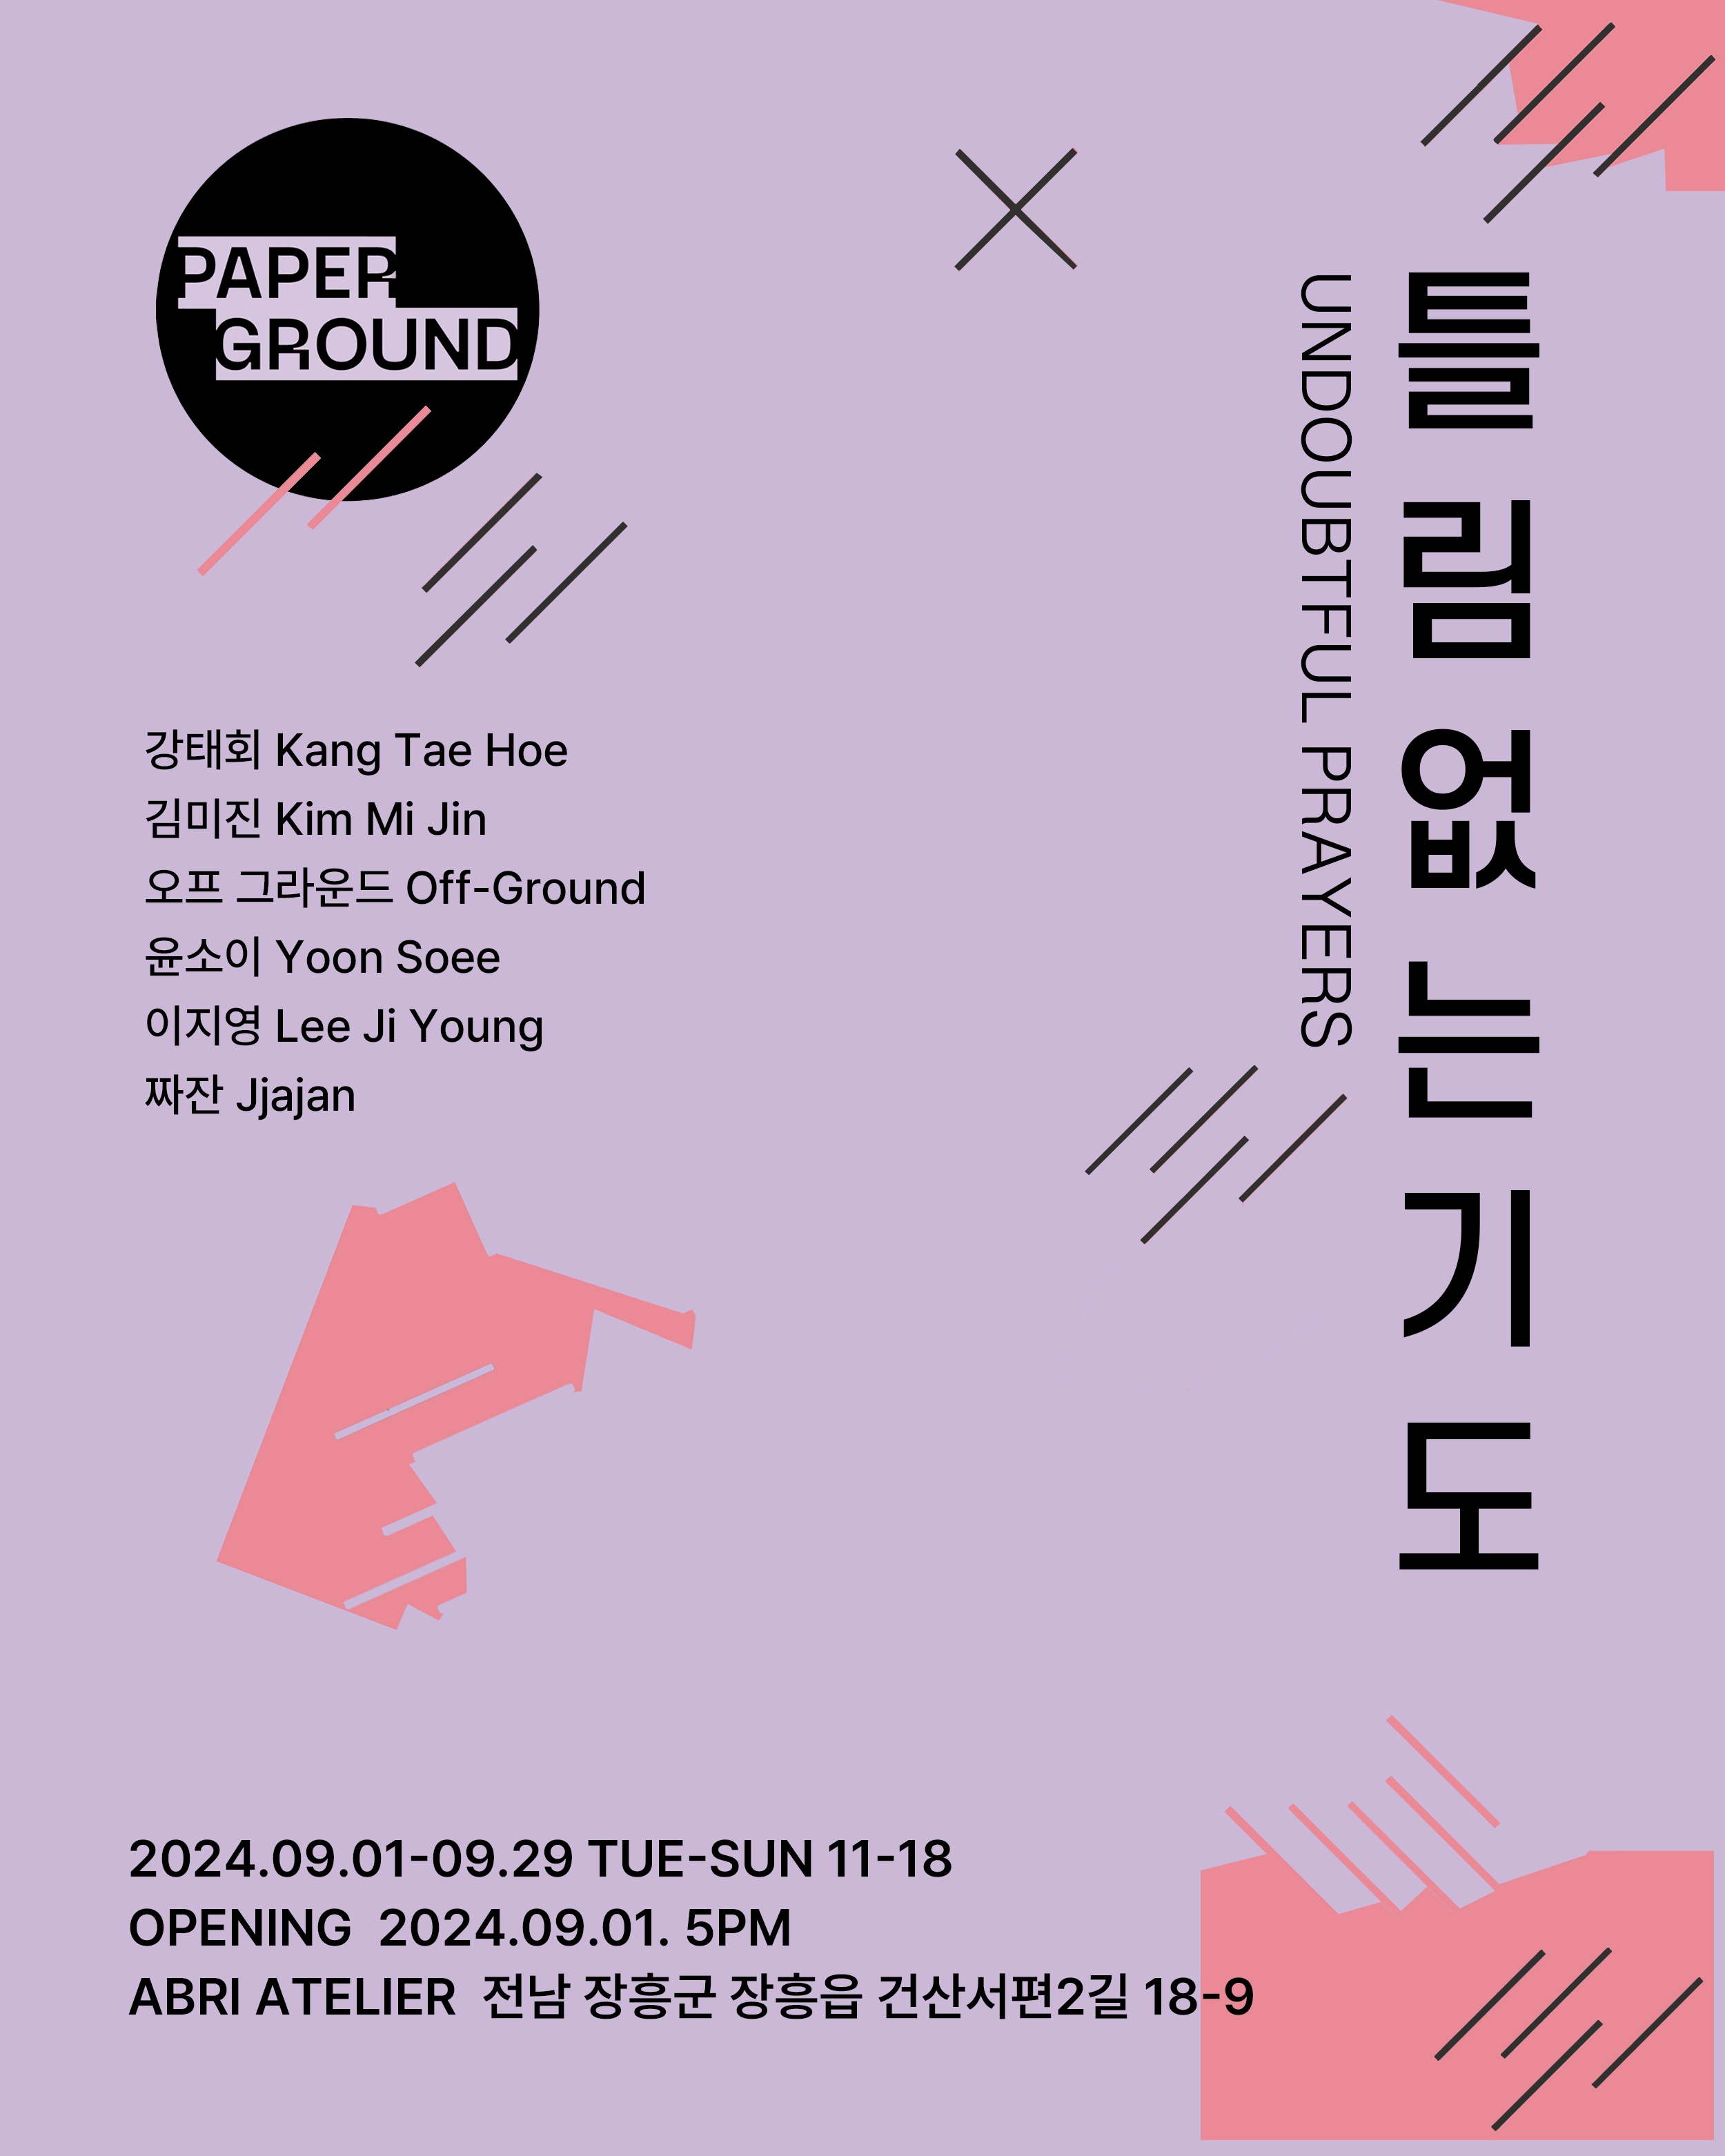 PAPER
GROUND
틀림없는기도
UNDOUBTFUL PRAYERS
강태회 Kang Tae Hoe
김미진 Kim Mi Jin
오프 그라운드 Off-Ground
윤소이 Yoon Soee
이지영 Lee Ji Young
짜잔 Jjajan
2024.09.01-09.29 TUE-SUN 11-18
OPENING 2024.09.01. 5PM
ABRI ATELIER 전남 장흥군 장흥읍 건산서편2길 18-9